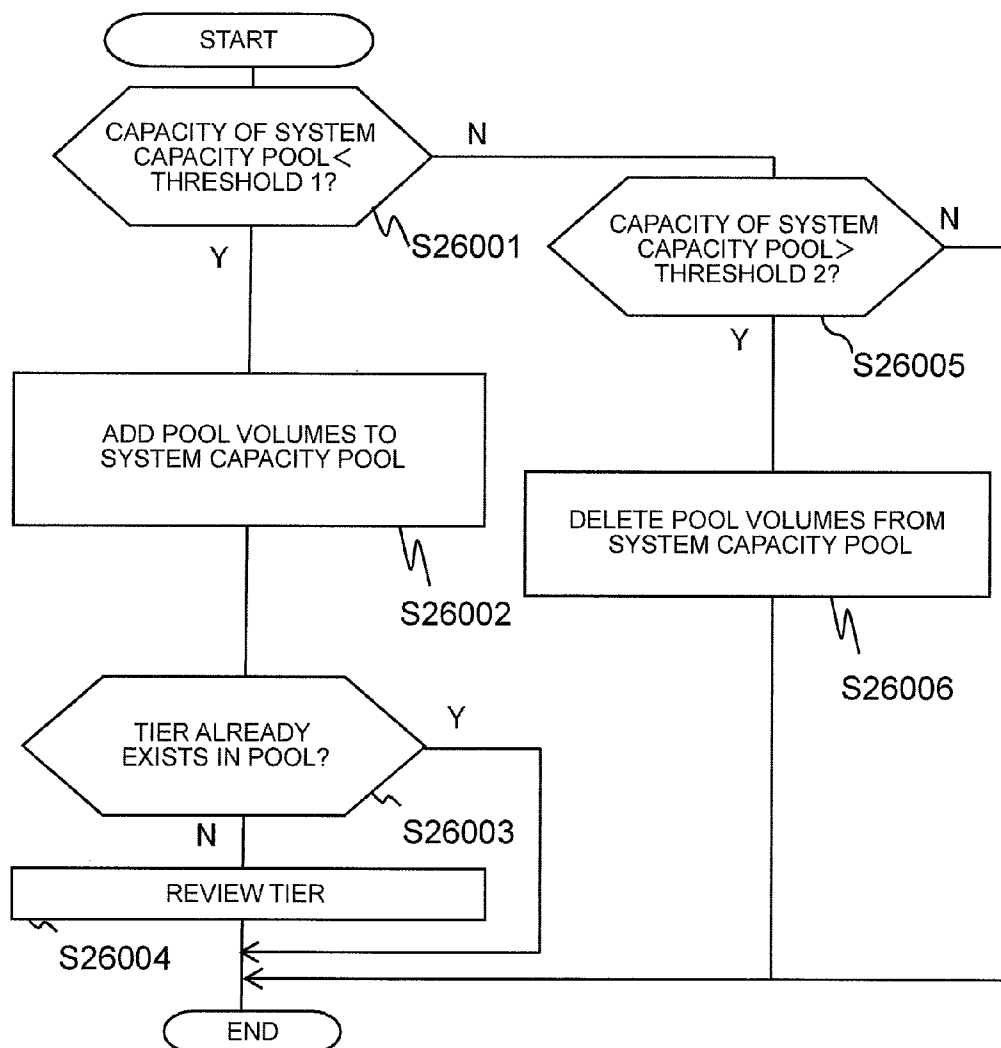 START
CAPACITY OF SYSTEM
CAPACITY POOL<
THRESHOLD 1?
N
S26001
Y
CAPACITY OF SYSTEM
CAPACITY POOL>
THRESHOLD 2?
N
S26005
Y
ADD POOL VOLUMES TO
SYSTEM CAPACITY POOL
S26002
DELETE POOL VOLUMES FROM
SYSTEM CAPACITY POOL
S26006
TIER ALREADY
EXISTS IN POOL?
Y
S26003
N
REVIEW TIER
S26004
END